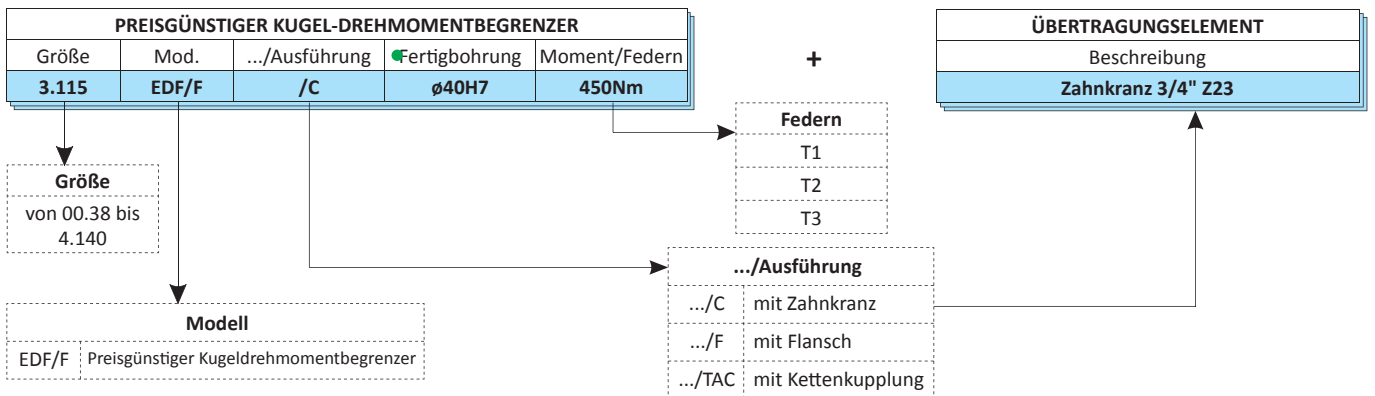 PREISGÜNSTIGER KUGEL-DREHMOMENTBEGRENZER
Größe Mod. .../Ausführung Fertigbohrung Moment/Federn
3.115 EDF/F /C ø40H7 450Nm
+
ÜBERTRAGUNGSELEMENT
Beschreibung
Zahnkranz 3/4" Z23
Federn
T1
T2
T3
Größe
von 00.38 bis
4.140
.../Ausführung
.../C mit Zahnkranz
.../F mit Flansch
.../TAC mit Kettenkupplung
Modell
EDF/F Preisgünstiger Kugeldrehmomentbegrenzer